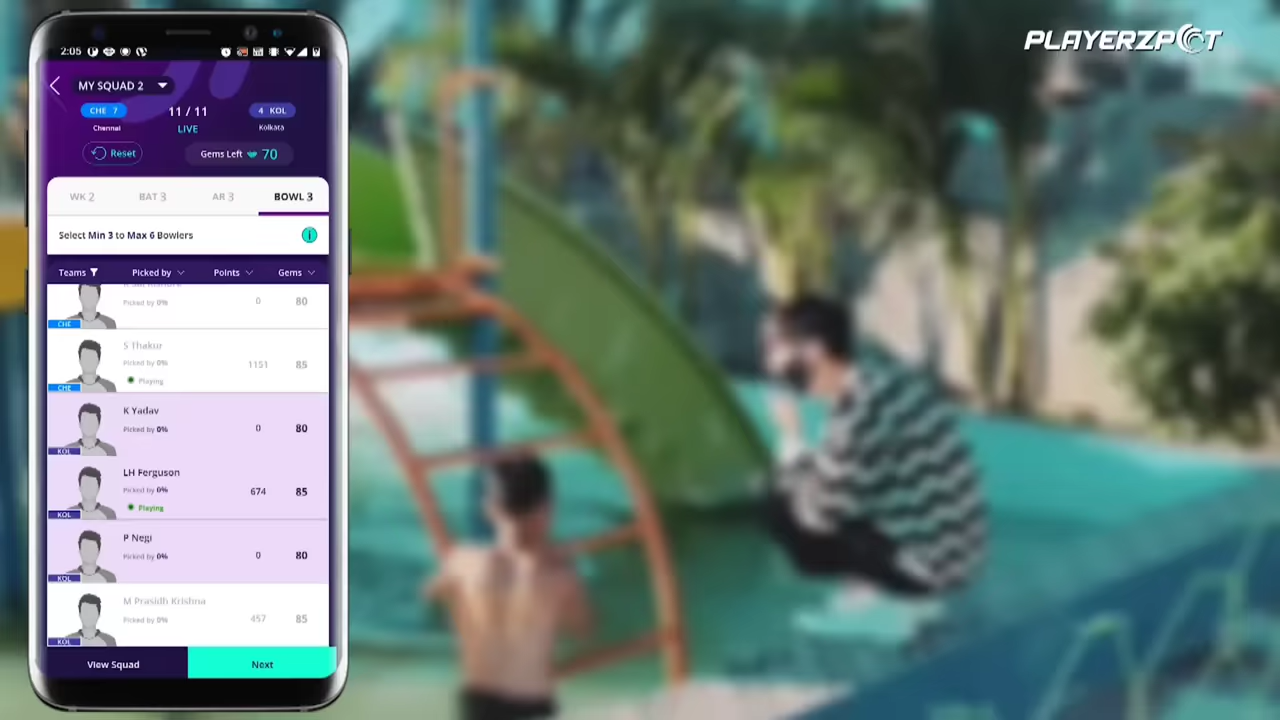 PLAYERZPOT
2:05
MY SQUAD 2
CHE 7
11 / 11
4 KOL
Chennai
LIVE
Kolkata
Reset
Gems Left 70
WK 2 BAT 3 AR 3 BOWL 3
Select Min 3 to Max 6 Bowlers
Teams Picked by Points Gems
Picked by 0% 0 80
CHE
S Thakur
Picked by 0% 1151 85
Playing
CHE
K Yadav
Picked by 0% 0 80
KOL
LH Ferguson
Picked by 0% 674 85
Playing
KOL
P Negi
Picked by 0% 0 80
KOL
M Prasidh Krishna
Picked by 0% 457 85
KOL
View Squad Next